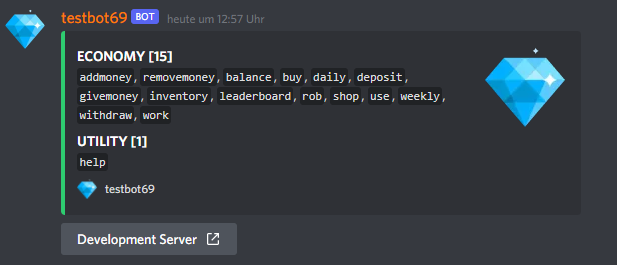 testbot69 BOT heute um 12:57 Uhr
ECONOMY [15]
addmoney, removemoney, balance, buy, daily, deposit,
givemoney, inventory, leaderboard, rob, shop, use, weekly,
withdraw, work
UTILITY [1]
help
testbot69
Development Server